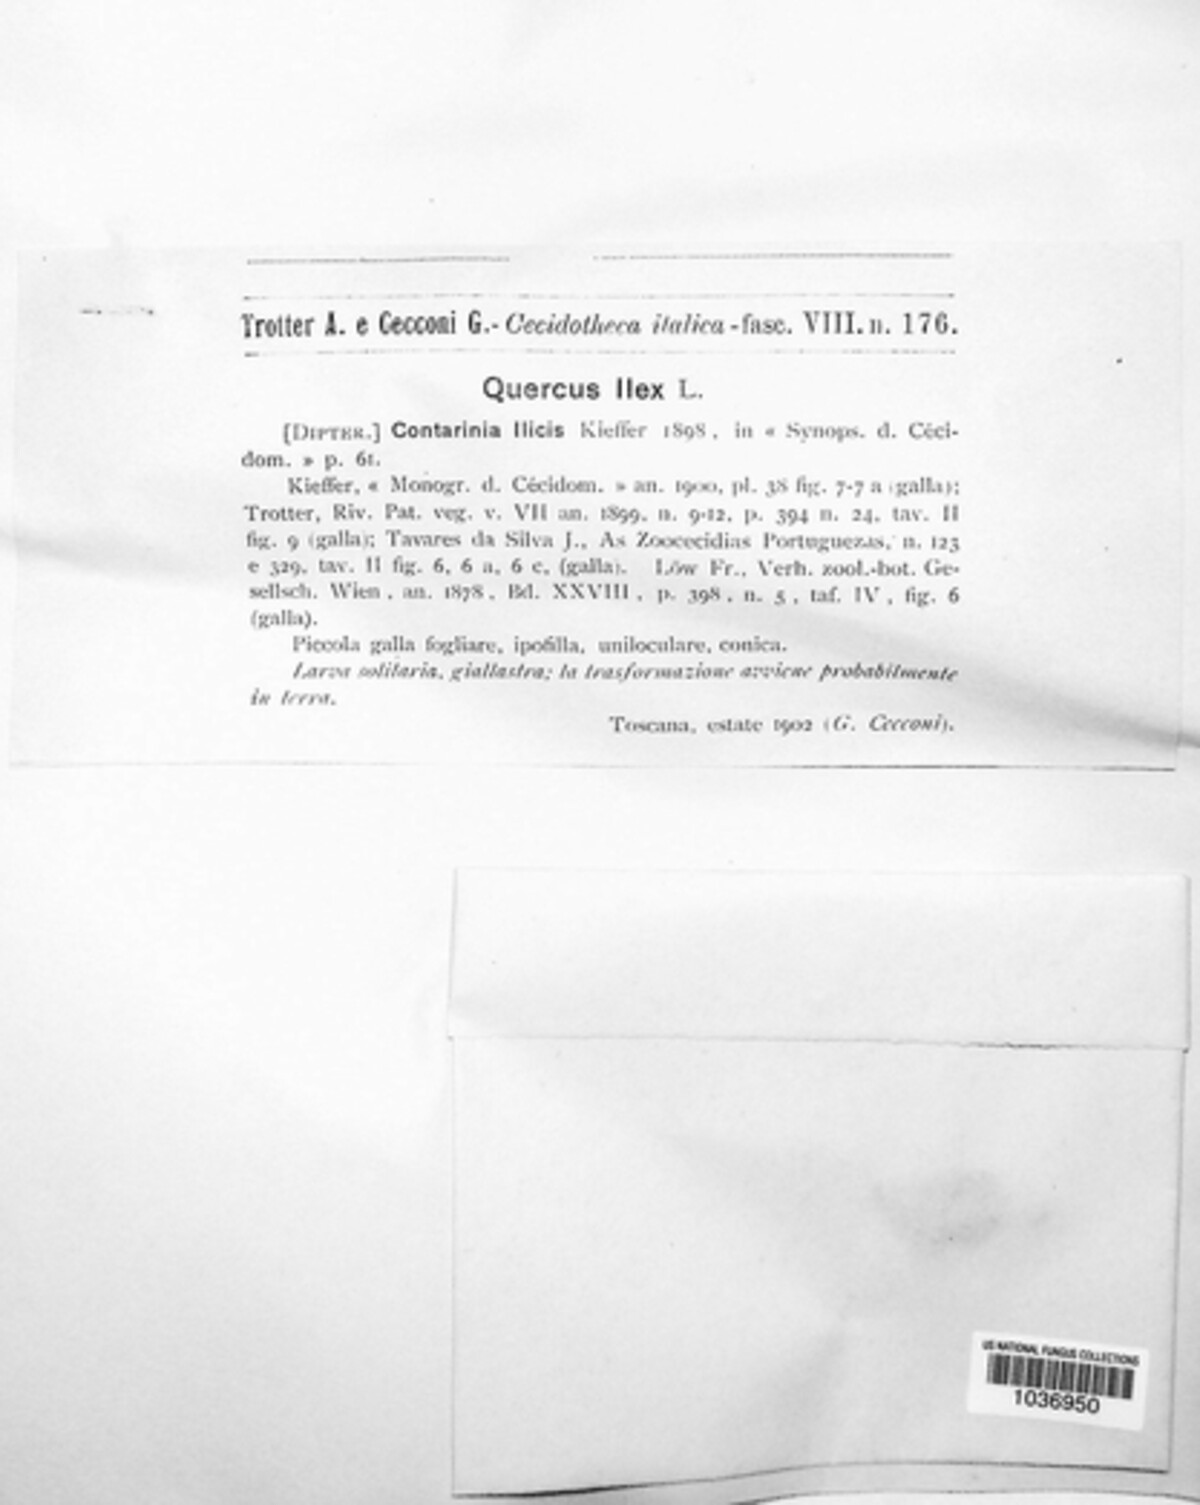 Trotter A. e Cecconi G.- Cecidotheca italica - fasc. VIII. n. 176.
Quercus Ilex L.
[DIPTER.] Contarinia Ilicis Kieffer 1898, in « Synops. d. Céci-
dom. » p. 61.
Kieffer, « Monogr. d. Cécidom. » an. 1900, pl. 38 fig. 7-7 a (galla);
Trotter, Riv. Pat. veg. v. VII an. 1899, n. 9-12, p. 394 n. 24, tav. II
fig. 9 (galla); Tavares da Silva J., As Zoocecidias Portuguezas, n. 123
e 329, tav. II fig. 6, 6 a, 6 c, (galla). Löw Fr., Verh. zool.-bot. Ge-
sellsch. Wien, an. 1878, Bd. XXVIII, p. 398, n. 5, taf. IV, fig. 6
(galla).
Piccola galla fogliare, ipofilla, uniloculare, conica.
Larva solitaria, giallastra; la trasformazione avviene probabilmente
in terra.
Toscana, estate 1902 (G. Cecconi).
US NATIONAL FUNGUS COLLECTIONS
1036950